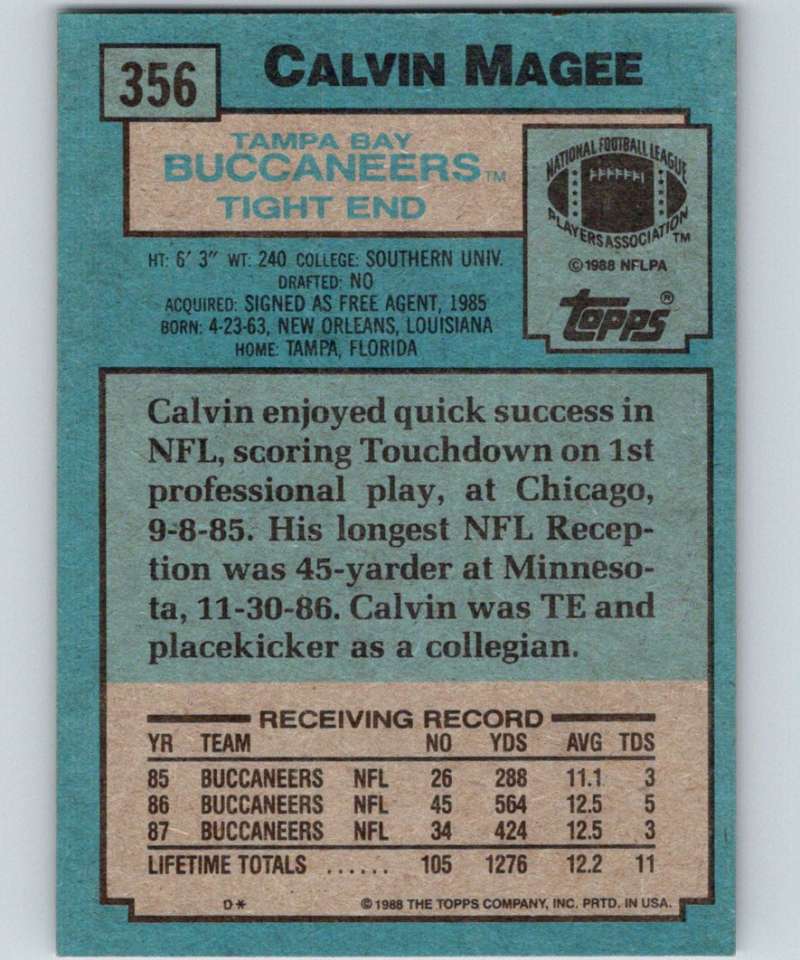 356
CALVIN MAGEE
TAMPA BAY
BUCCANEERS™
TIGHT END
NATIONAL FOOTBALL LEAGUE
PLAYERS ASSOCIATION™
©1988 NFLPA
topps®
HT: 6' 3" WT: 240 COLLEGE: SOUTHERN UNIV.
DRAFTED: NO
ACQUIRED: SIGNED AS FREE AGENT, 1985
BORN: 4-23-63, NEW ORLEANS, LOUISIANA
HOME: TAMPA, FLORIDA
Calvin enjoyed quick success in
NFL, scoring Touchdown on 1st
professional play, at Chicago,
9-8-85. His longest NFL Recep-
tion was 45-yarder at Minneso-
ta, 11-30-86. Calvin was TE and
placekicker as a collegian.
RECEIVING RECORD
YR TEAM NO YDS AVG TDS
85 BUCCANEERS NFL 26 288 11.1 3
86 BUCCANEERS NFL 45 564 12.5 5
87 BUCCANEERS NFL 34 424 12.5 3
LIFETIME TOTALS ...... 105 1276 12.2 11
D* ©1988 THE TOPPS COMPANY, INC. PRTD. IN USA.